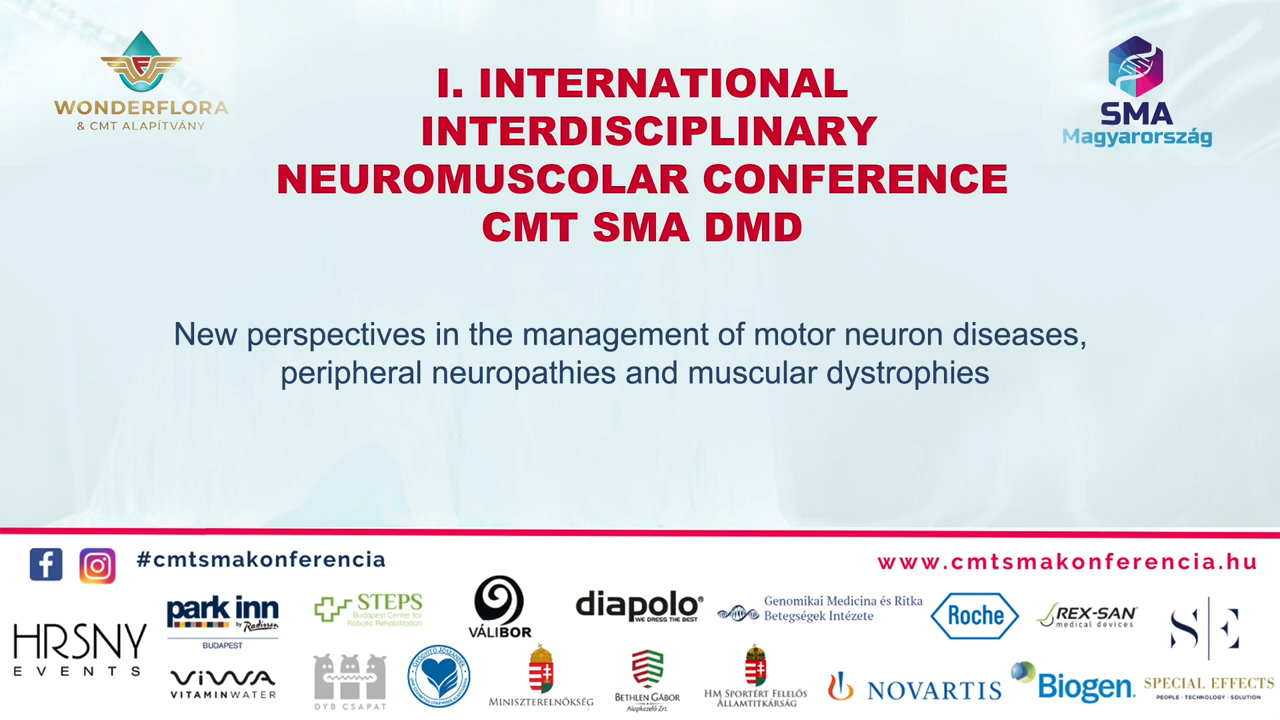 WONDERFLORA
& CMT ALAPÍTVÁNY
I. INTERNATIONAL
INTERDISCIPLINARY
NEUROMUSCOLAR CONFERENCE
CMT SMA DMD
SMA
Magyarország
New perspectives in the management of motor neuron diseases,
peripheral neuropathies and muscular dystrophies
#cmtsmakonferencia
www.cmtsmakonferencia.hu
HRSNY
EVENTS
park inn
by Radisson
BUDAPEST
STEPS
Budapest Center for
Robotic Rehabilitation
VÁLIBOR
diapolo®
WE DRESS THE BEST
Genomikai Medicina és Ritka
Betegségek Intézete
Roche
REX-SAN™
medical devices
S|E
SPECIAL EFFECTS
PEOPLE - TECHNOLOGY - SOLUTION
VIWA
VITAMINWATER
DYB CSAPAT
MINISZTERELNÖKSÉG
BETHLEN GÁBOR
Alapkezelő Zrt.
HM SPORTÉRT FELELŐS
ÁLLAMTITKÁRSÁG
NOVARTIS
Biogen.